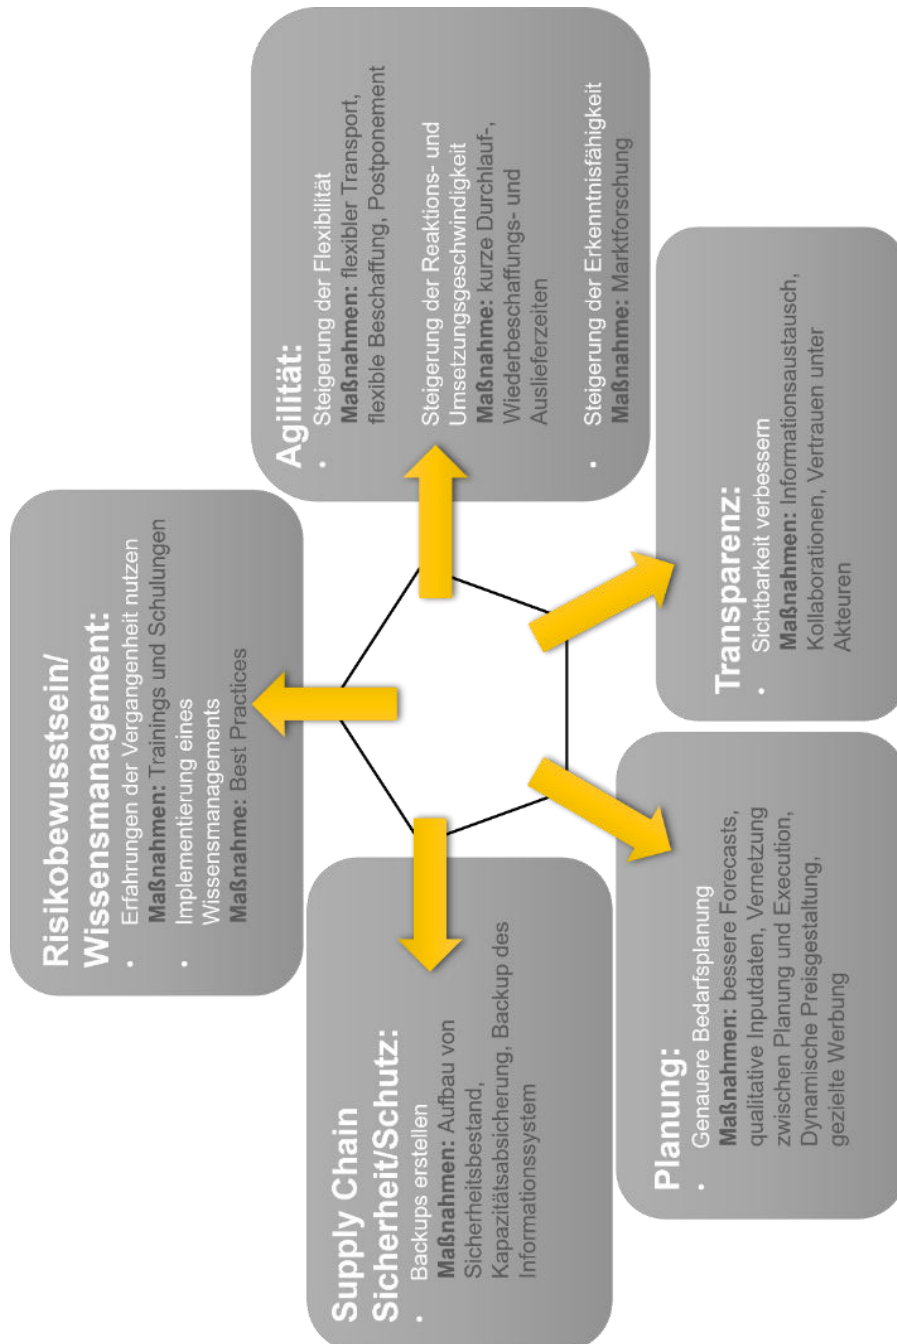 Risikobewusstsein/
Wissensmanagement:
• Erfahrungen der Vergangenheit nutzen
Maßnahmen: Trainings und Schulungen
• Implementierung eines
Wissensmanagements
Maßnahme: Best Practices
Supply Chain
Sicherheit/Schutz:
• Backups erstellen
Maßnahmen: Aufbau von
Sicherheitsbestand,
Kapazitätsabsicherung, Backup des
Informationssystem
Agilität:
• Steigerung der Flexibilität
Maßnahmen: flexibler Transport,
flexible Beschaffung, Postponement
• Steigerung der Reaktions- und
Umsetzungsgeschwindigkeit
Maßnahme: kurze Durchlauf-,
Wiederbeschaffungs- und
Auslieferzeiten
• Steigerung der Erkenntnisfähigkeit
Maßnahme: Marktforschung
Planung:
• Genauere Bedarfsplanung
Maßnahmen: bessere Forecasts,
qualitative Inputdaten, Vernetzung
zwischen Planung und Execution,
Dynamische Preisgestaltung,
gezielte Werbung
Transparenz:
• Sichtbarkeit verbessern
Maßnahmen: Informationsaustausch,
Kollaborationen, Vertrauen unter
Akteuren